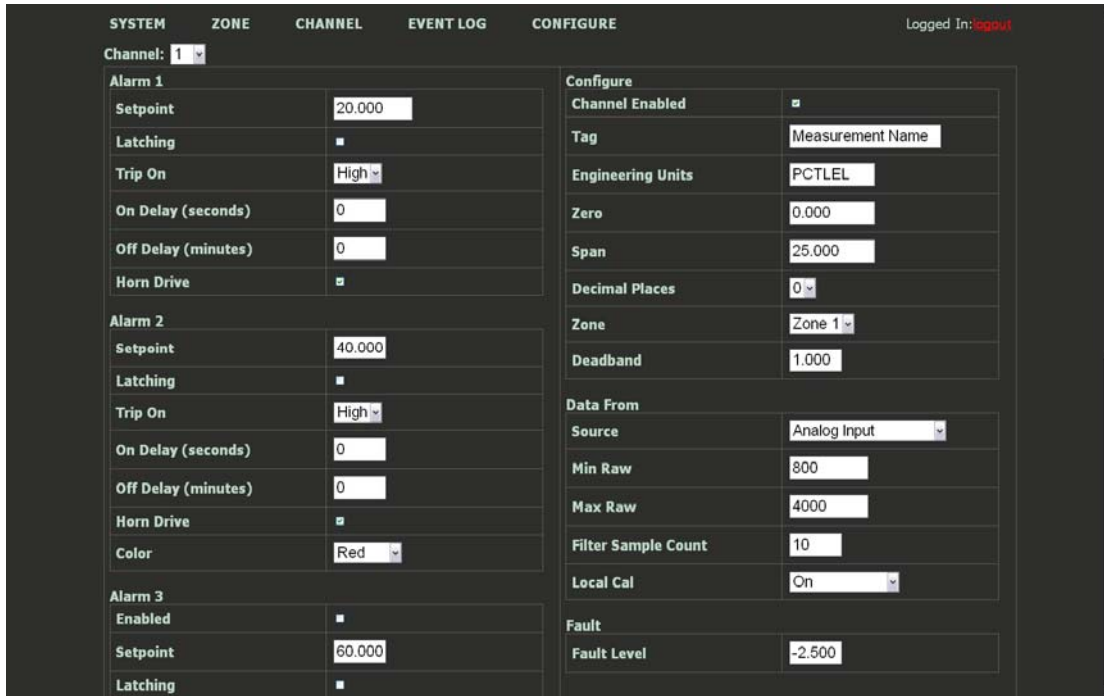 SYSTEM ZONE CHANNEL EVENT LOG CONFIGURE Logged In:logout
Channel: 1
Alarm 1
Setpoint 20.000
Latching
Trip On High
On Delay (seconds) 0
Off Delay (minutes) 0
Horn Drive
Alarm 2
Setpoint 40.000
Latching
Trip On High
On Delay (seconds) 0
Off Delay (minutes) 0
Horn Drive
Color Red
Alarm 3
Enabled
Setpoint 60.000
Latching
Configure
Channel Enabled
Tag Measurement Name
Engineering Units PCTLEL
Zero 0.000
Span 25.000
Decimal Places 0
Zone Zone 1
Deadband 1.000
Data From
Source Analog Input
Min Raw 800
Max Raw 4000
Filter Sample Count 10
Local Cal On
Fault
Fault Level -2.500